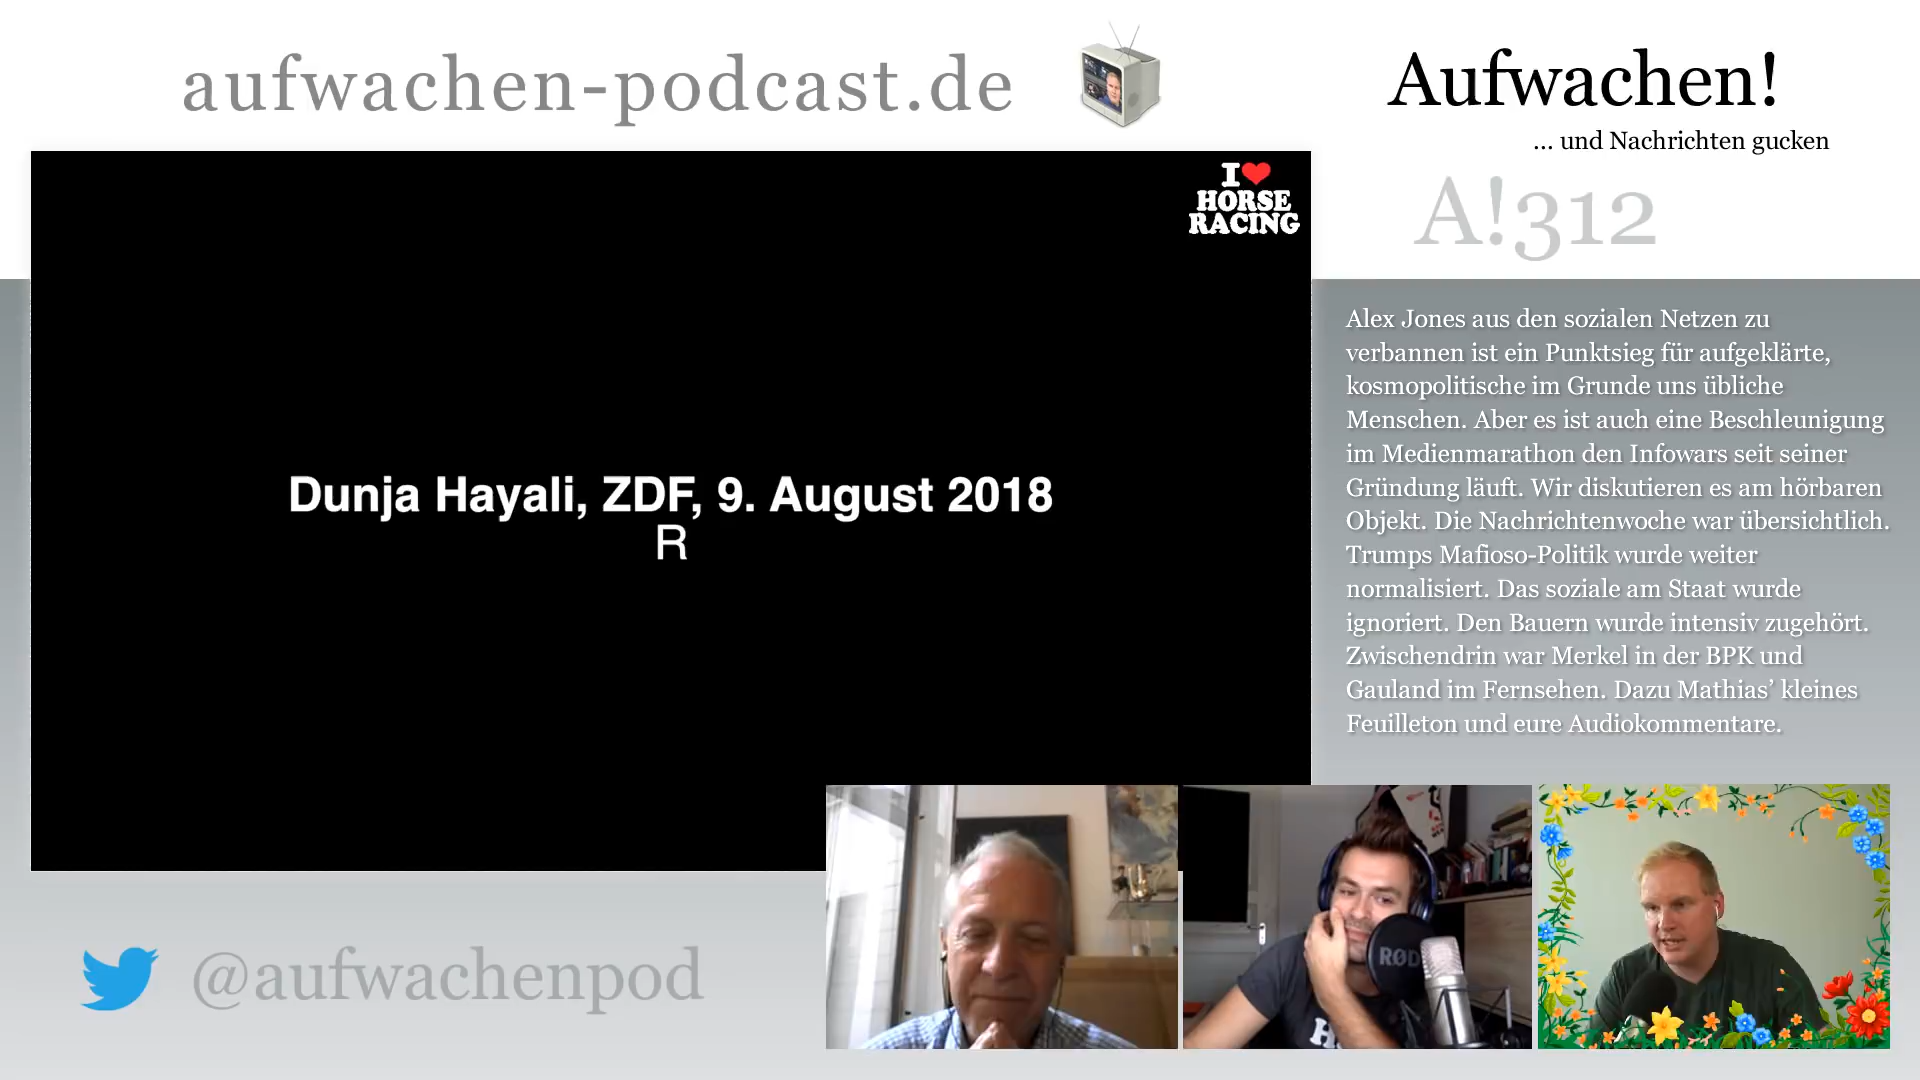 aufwachen-podcast.de
Aufwachen!
... und Nachrichten gucken
A!312
I
HORSE
RACING
Dunja Hayali, ZDF, 9. August 2018
R
Alex Jones aus den sozialen Netzen zu
verbannen ist ein Punktsieg für aufgeklärte,
kosmopolitische im Grunde uns übliche
Menschen. Aber es ist auch eine Beschleunigung
im Medienmarathon den Infowars seit seiner
Gründung läuft. Wir diskutieren es am hörbaren
Objekt. Die Nachrichtenwoche war übersichtlich.
Trumps Mafioso-Politik wurde weiter
normalisiert. Das soziale am Staat wurde
ignoriert. Den Bauern wurde intensiv zugehört.
Zwischendrin war Merkel in der BPK und
Gauland im Fernsehen. Dazu Mathias’ kleines
Feuilleton und eure Audiokommentare.
@aufwachenpod
RØD